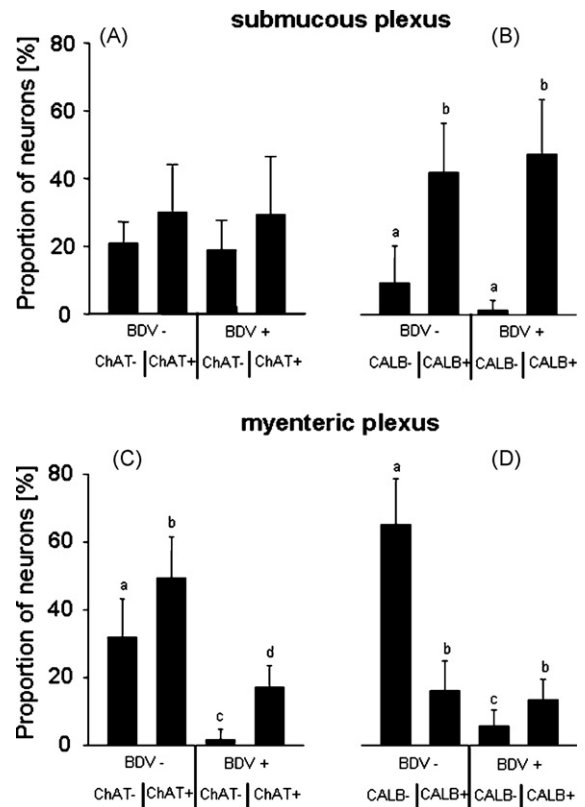 submucous plexus
(A)
(B)
Proportion of neurons [%]
80
60
40
20
0
b
b
a
a
BDV - BDV + BDV - BDV +
ChAT- ChAT+ ChAT- ChAT+ CALB- CALB+ CALB- CALB+
myenteric plexus
(C)
(D)
Proportion of neurons [%]
80
60
40
20
0
a
b
c
d
a
b
c
b
BDV - BDV + BDV - BDV +
ChAT- ChAT+ ChAT- ChAT+ CALB- CALB+ CALB- CALB+